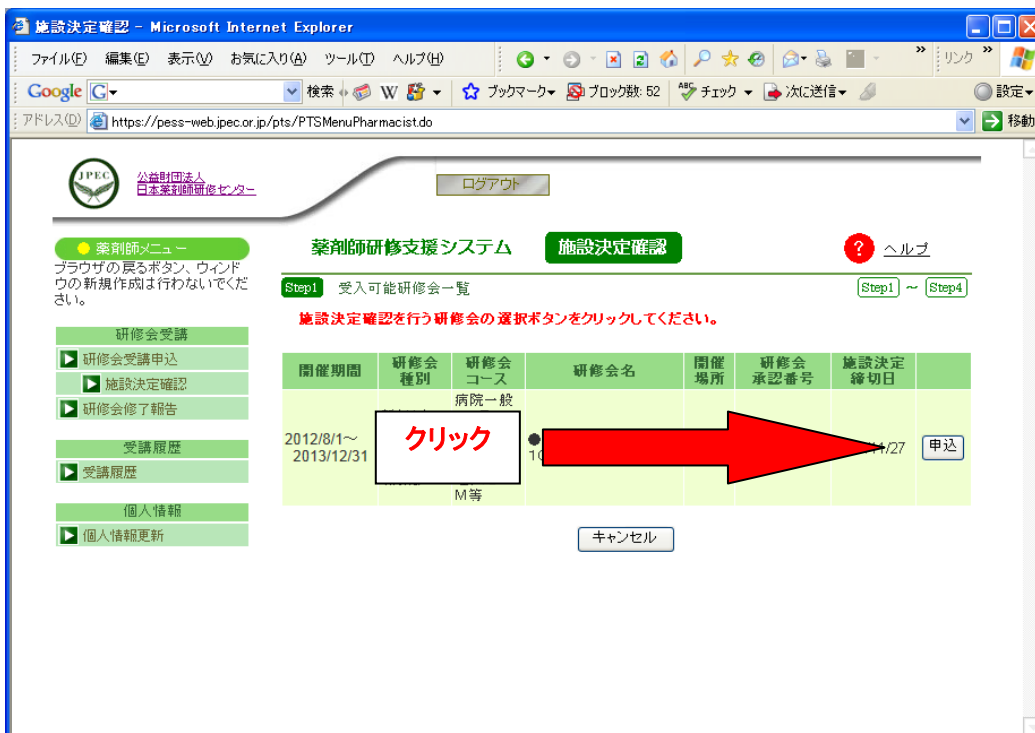 施設決定確認 - Microsoft Internet Explorer
ファイル(F) 編集(E) 表示(V) お気に入り(A) ツール(T) ヘルプ(H) リンク
Google 検索 ブックマーク ブロック数: 52 チェック 次に送信 設定
アドレス(D) https://pess-web.jpec.or.jp/pts/PTSMenuPharmacist.do 移動
JPEC
公益財団法人
日本薬剤師研修センター
ログアウト
薬剤師メニュー
ブラウザの戻るボタン、ウィンド
ウの新規作成は行わないでくだ
さい。
研修会受講
研修会受講申込
施設決定確認
研修会修了報告
受講履歴
受講履歴
個人情報
個人情報更新
薬剤師研修支援システム 施設決定確認 ? ヘルプ
Step1 受入可能研修会一覧 Step1 ~ Step4
施設決定確認を行う研修会の選択ボタンをクリックしてください。
開催期間 研修会種別 研修会コース 研修会名 開催場所 研修会承認番号 施設決定締切日
病院一般
2012/8/1~
2013/12/31
クリック
/27 申込
M等
キャンセル